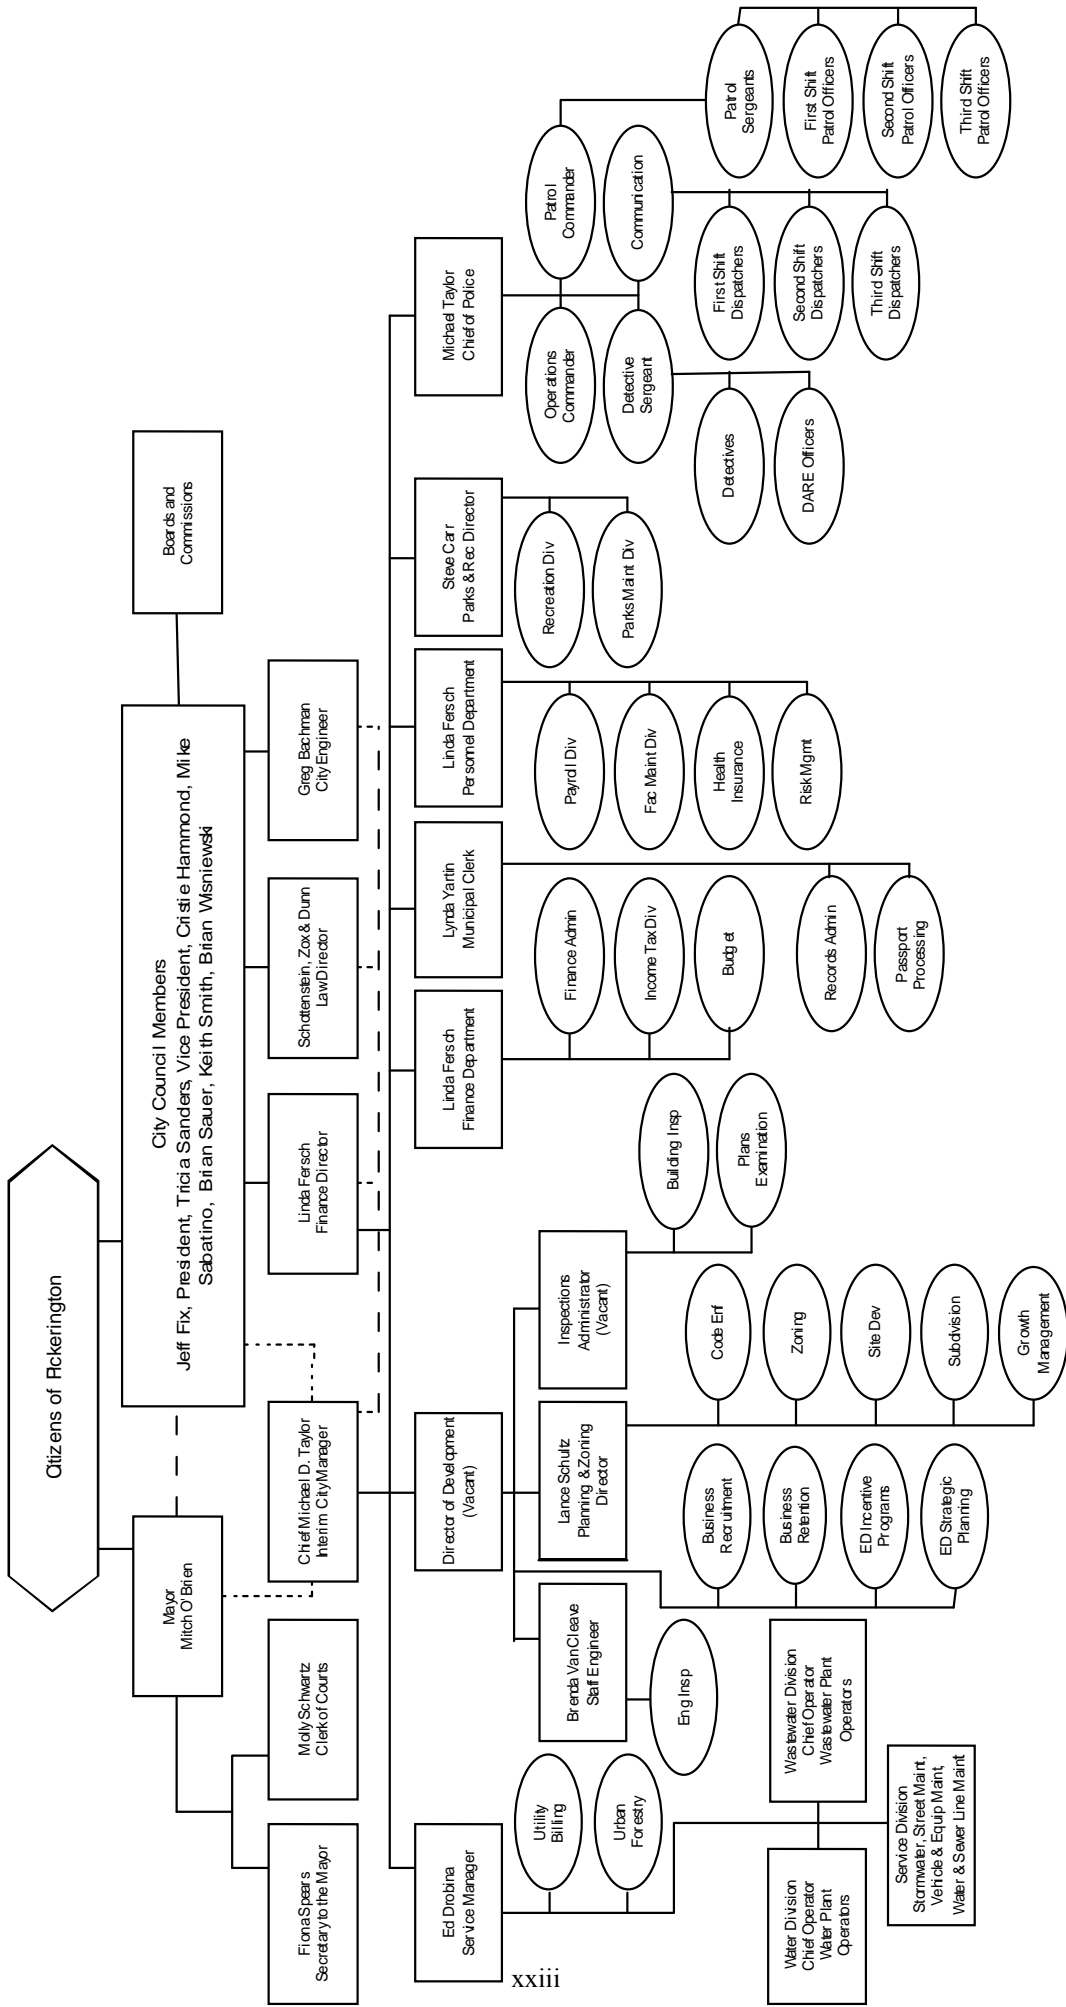 Citizens of Pickerington
Mayor
Mitch O'Brien
City Council Members
Jeff Fix, President, Tricia Sanders, Vice President, Cristie Hammond, Mike
Sabatino, Brian Sauer, Keith Smith, Brian Wisniewski
Boards and
Commissions
Fiona Spears
Secretary to the Mayor
Molly Schwartz
Clerk of Courts
Chief Michael D. Taylor
Interim City Manager
Linda Fersch
Finance Director
Schottenstein, Zox & Dunn
Law Director
Greg Bachman
City Engineer
Ed Drobina
Service Manager
Director of Development
(Vacant)
Linda Fersch
Finance Department
Lynda Yartin
Municipal Clerk
Linda Fersch
Personnel Department
Steve Carr
Parks & Rec Director
Michael Taylor
Chief of Police
Utility
Billing
Urban
Forestry
Water Division
Chief Operator
Water Plant
Operators
Wastewater Division
Chief Operator
Wastewater Plant
Operators
Service Division
Stormwater, Street Maint,
Vehicle & Equip Maint,
Water & Sewer Line Maint
Brenda VanCleave
Staff Engineer
Eng Insp
Lance Schultz
Planning & Zoning
Director
Inspections
Administrator
(Vacant)
Business
Recruitment
Business
Retention
ED Incentive
Programs
ED Strategic
Planning
Code Enf
Zoning
Site Dev
Subdivision
Growth
Management
Building Insp
Plans
Examination
Finance Admin
Income Tax Div
Budget
Records Admin
Passport
Processing
Payroll Div
Fac Maint Div
Health
Insurance
Risk Mgmt
Recreation Div
Parks Maint Div
Operations
Commander
Patrol
Commander
Detective
Sergeant
Communication
Detectives
DARE Officers
First Shift
Dispatchers
Second Shift
Dispatchers
Third Shift
Dispatchers
Patrol
Sergeants
First Shift
Patrol Officers
Second Shift
Patrol Officers
Third Shift
Patrol Officers
xxiii